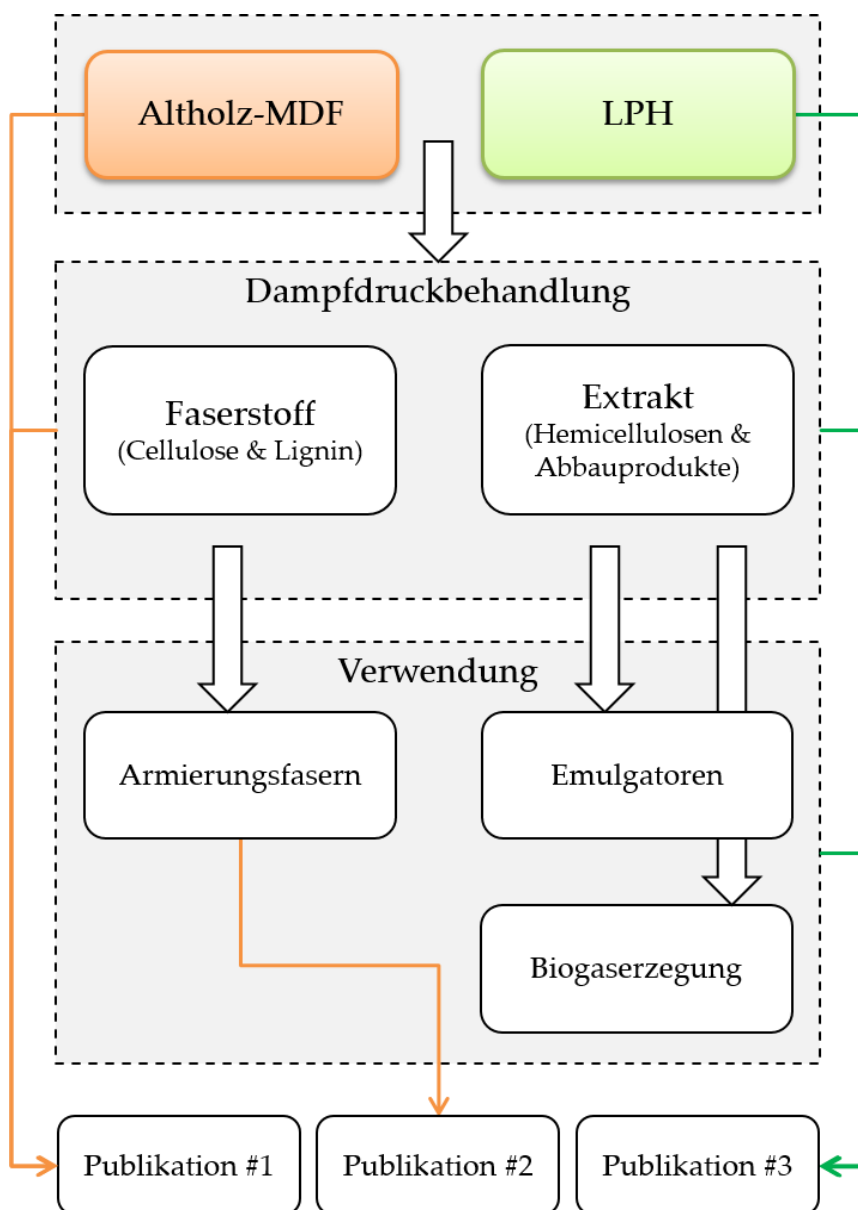 Altholz-MDF
LPH
Dampfdruckbehandlung
Faserstoff
(Cellulose & Lignin)
Extrakt
(Hemicellulosen &
Abbauprodukte)
Verwendung
Armierungsfasern
Emulgatoren
Biogaserzegung
Publikation #1
Publikation #2
Publikation #3